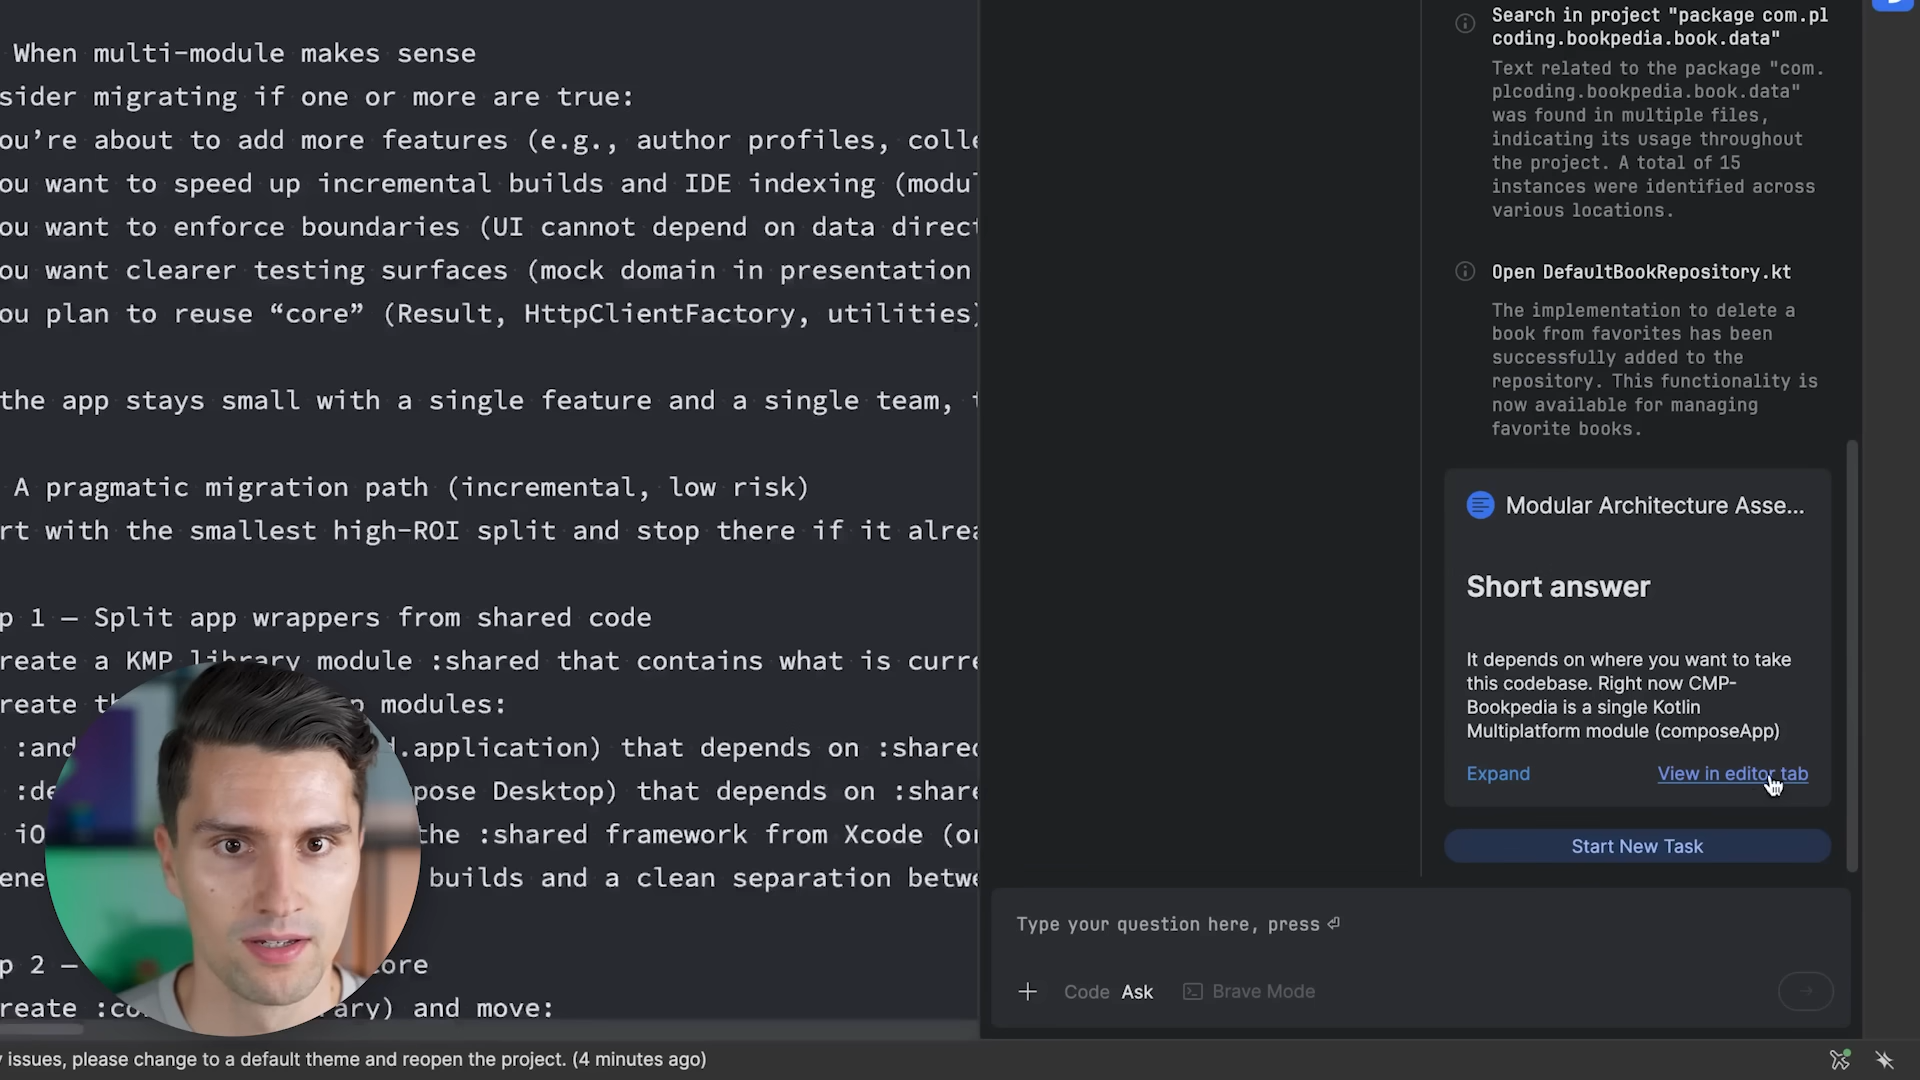 When multi-module makes sense
sider migrating if one or more are true:
ou're about to add more features (e.g., author profiles, colle
ou want to speed up incremental builds and IDE indexing (modul
ou want to enforce boundaries (UI cannot depend on data direct
ou want clearer testing surfaces (mock domain in presentation
ou plan to reuse “core” (Result, HttpClientFactory, utilities)
the app stays small with a single feature and a single team,
A pragmatic migration path (incremental, low risk)
rt with the smallest high-ROI split and stop there if it alrea
p 1 — Split app wrappers from shared code
reate a KMP library module :shared that contains what is curre
reate th p modules:
:and d.application) that depends on :shared
:de pose Desktop) that depends on :share
iO the :shared framework from Xcode (or
ene builds and a clean separation betwe
p 2 — core
reate :co ary) and move:
issues, please change to a default theme and reopen the project. (4 minutes ago)
Search in project "package com.pl
coding.bookpedia.book.data"
Text related to the package "com.
plcoding.bookpedia.book.data"
was found in multiple files,
indicating its usage throughout
the project. A total of 15
instances were identified across
various locations.
Open DefaultBookRepository.kt
The implementation to delete a
book from favorites has been
successfully added to the
repository. This functionality is
now available for managing
favorite books.
Modular Architecture Asse...
Short answer
It depends on where you want to take
this codebase. Right now CMP-
Bookpedia is a single Kotlin
Multiplatform module (composeApp)
Expand View in editor tab
Start New Task
Type your question here, press ⏎
Code Ask Brave Mode